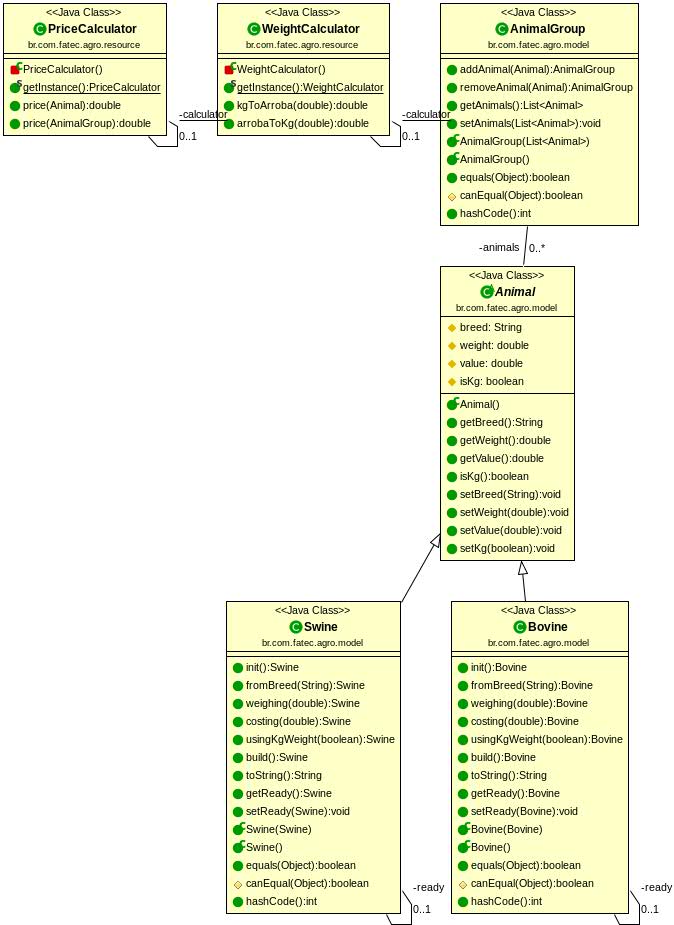 <<Java Class>>
PriceCalculator
br.com.fatec.agro.resource
PriceCalculator()
getInstance():PriceCalculator
price(Animal):double
price(AnimalGroup):double
-calculator
0..1
<<Java Class>>
WeightCalculator
br.com.fatec.agro.resource
WeightCalculator()
getInstance():WeightCalculator
kgToArroba(double):double
arrobaToKg(double):double
-calculator
0..1
<<Java Class>>
AnimalGroup
br.com.fatec.agro.model
addAnimal(Animal):AnimalGroup
removeAnimal(Animal):AnimalGroup
getAnimals():List<Animal>
setAnimals(List<Animal>):void
AnimalGroup(List<Animal>)
AnimalGroup()
equals(Object):boolean
canEqual(Object):boolean
hashCode():int
-animals
0..*
<<Java Class>>
Animal
br.com.fatec.agro.model
breed: String
weight: double
value: double
isKg: boolean
Animal()
getBreed():String
getWeight():double
getValue():double
isKg():boolean
setBreed(String):void
setWeight(double):void
setValue(double):void
setKg(boolean):void
<<Java Class>>
Swine
br.com.fatec.agro.model
init():Swine
fromBreed(String):Swine
weighing(double):Swine
costing(double):Swine
usingKgWeight(boolean):Swine
build():Swine
toString():String
getReady():Swine
setReady(Swine):void
Swine(Swine)
Swine()
equals(Object):boolean
canEqual(Object):boolean
hashCode():int
-ready
0..1
<<Java Class>>
Bovine
br.com.fatec.agro.model
init():Bovine
fromBreed(String):Bovine
weighing(double):Bovine
costing(double):Bovine
usingKgWeight(boolean):Bovine
build():Bovine
toString():String
getReady():Bovine
setReady(Bovine):void
Bovine(Bovine)
Bovine()
equals(Object):boolean
canEqual(Object):boolean
hashCode():int
-ready
0..1